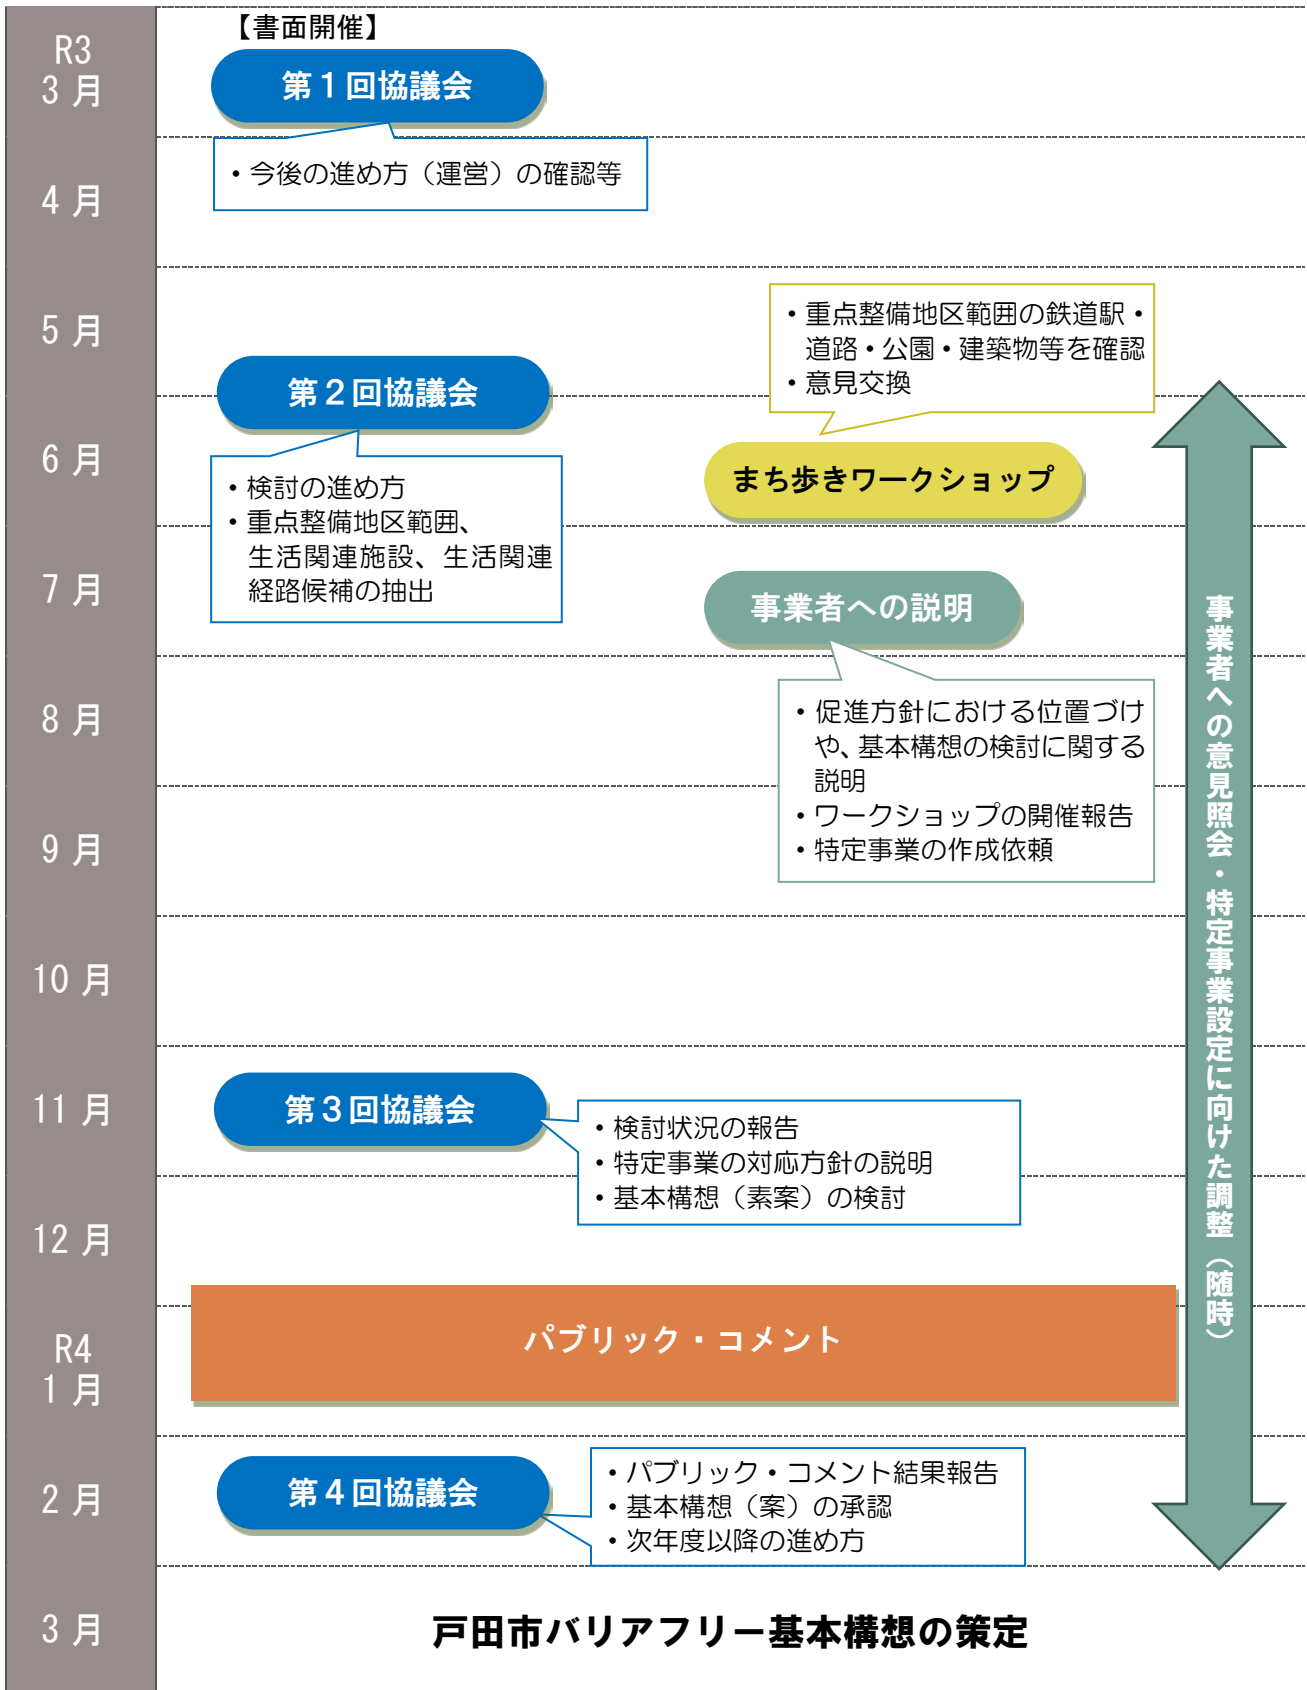 R3
3 月
【書面開催】
第１回協議会
・今後の進め方（運営）の確認等
4 月
5 月
・重点整備地区範囲の鉄道駅・
道路・公園・建築物等を確認
・意見交換
第２回協議会
6 月
まち歩きワークショップ
・検討の進め方
・重点整備地区範囲、
生活関連施設、生活関連
経路候補の抽出
7 月
事業者への説明
8 月
・促進方針における位置づけ
や、基本構想の検討に関する
説明
・ワークショップの開催報告
・特定事業の作成依頼
9 月
10 月
11 月
第３回協議会
・検討状況の報告
・特定事業の対応方針の説明
・基本構想（素案）の検討
12 月
事業者への意見照会・特定事業設定に向けた調整（随時）
パブリック・コメント
R4
1 月
2 月
第４回協議会
・パブリック・コメント結果報告
・基本構想（案）の承認
・次年度以降の進め方
3 月
戸田市バリアフリー基本構想の策定